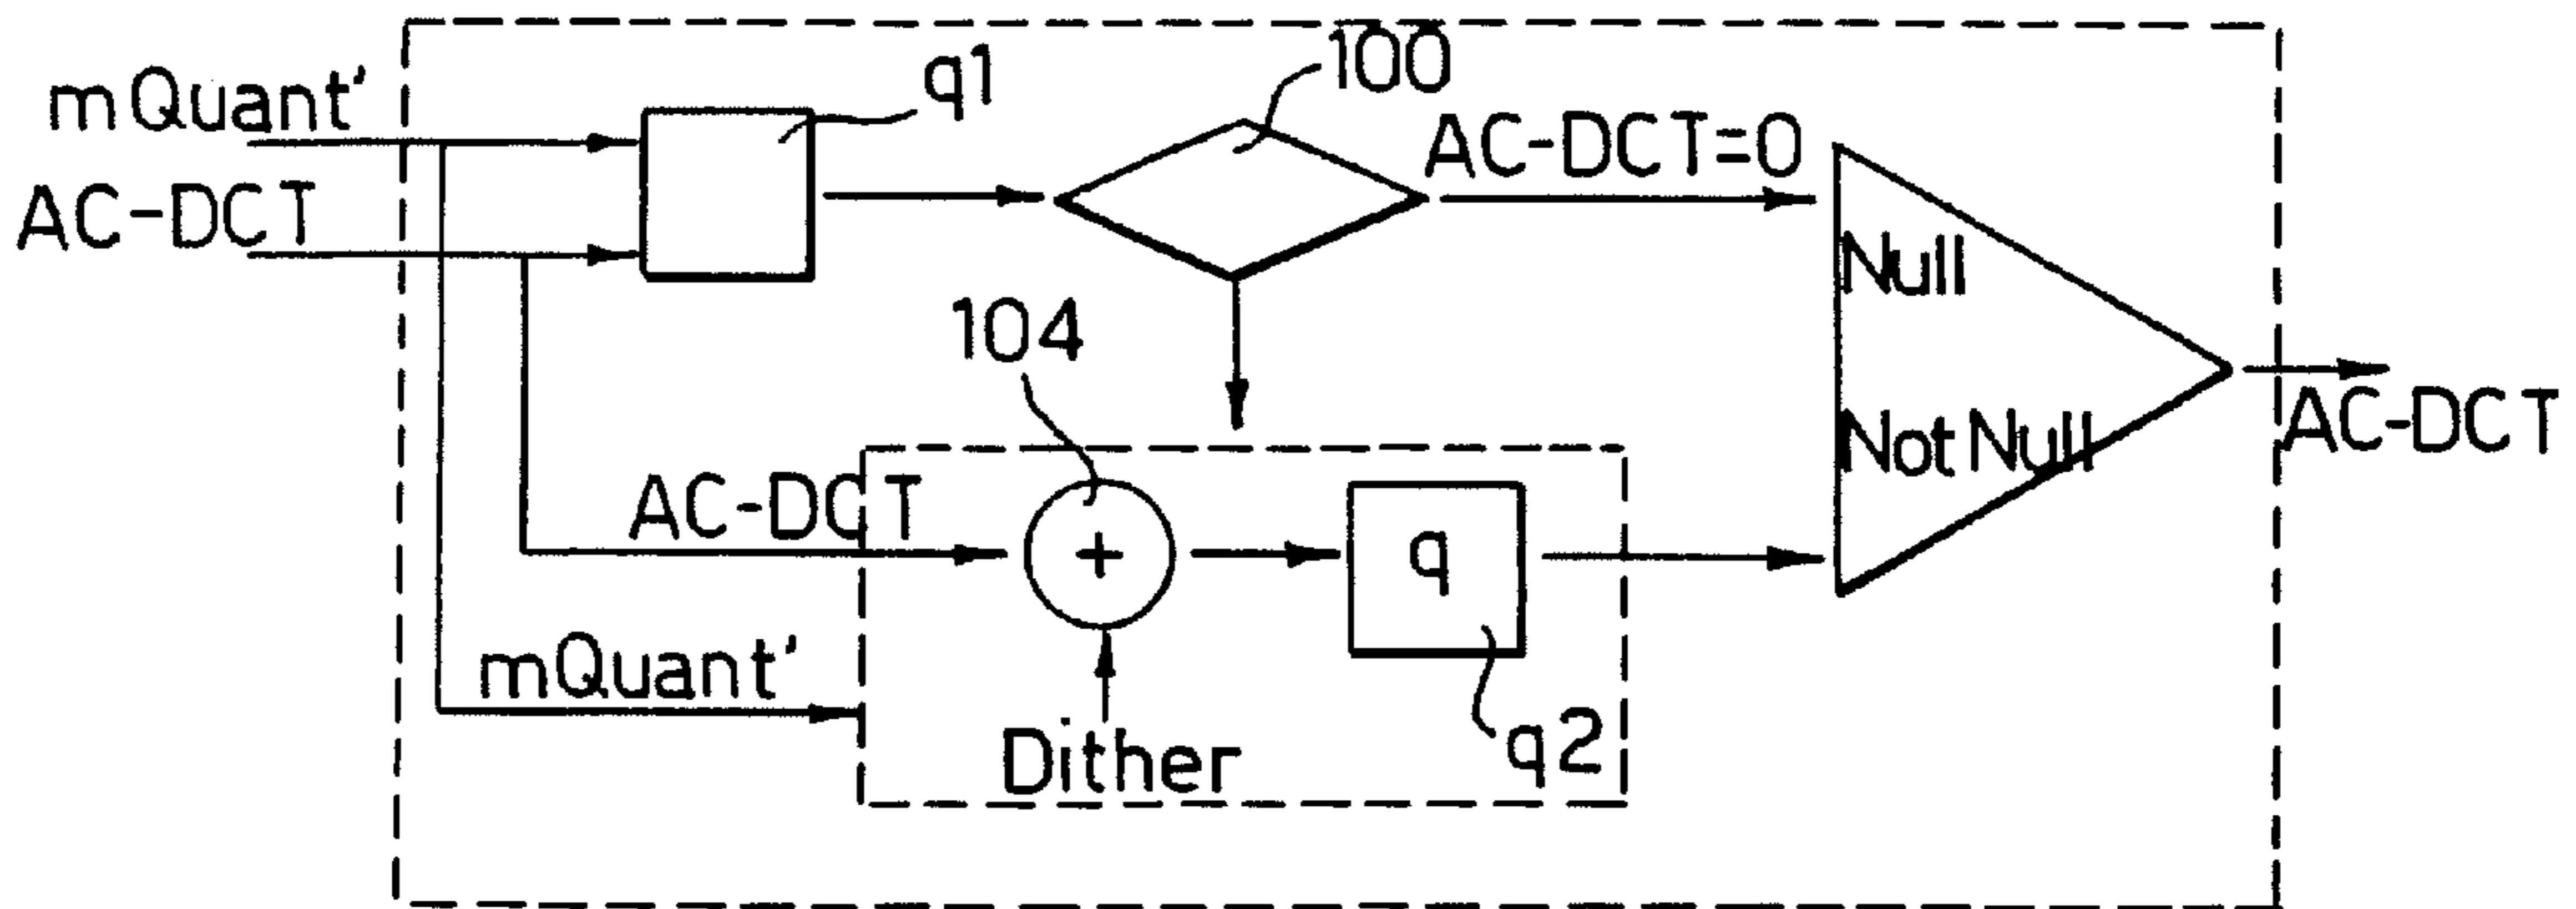 mQuant'
q1
100
AC-DCT=0
AC-DCT
Null
104
Not Null
AC-DCT
AC-DCT
+
q
mQuant'
Dither
q2